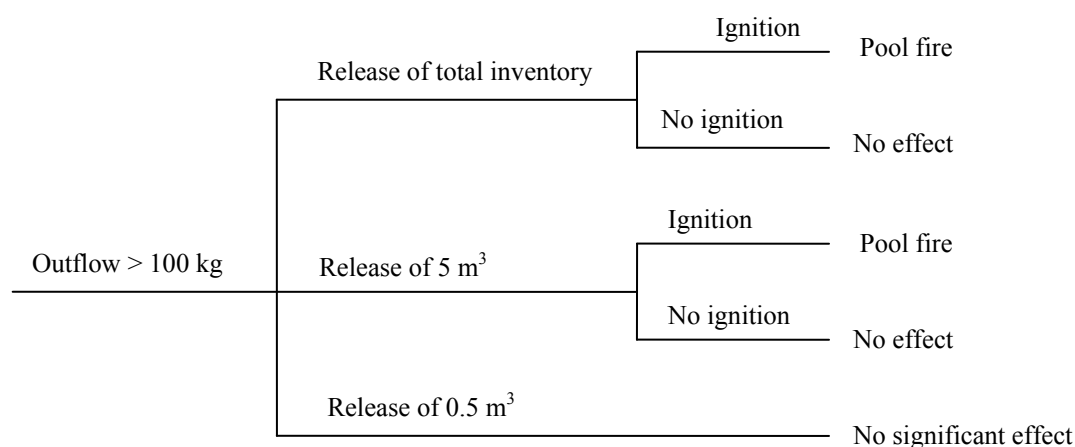 Ignition
Pool fire
Release of total inventory
No ignition
No effect
Ignition
Pool fire
Outflow > 100 kg
Release of 5 m³
No ignition
No effect
Release of 0.5 m³
No significant effect